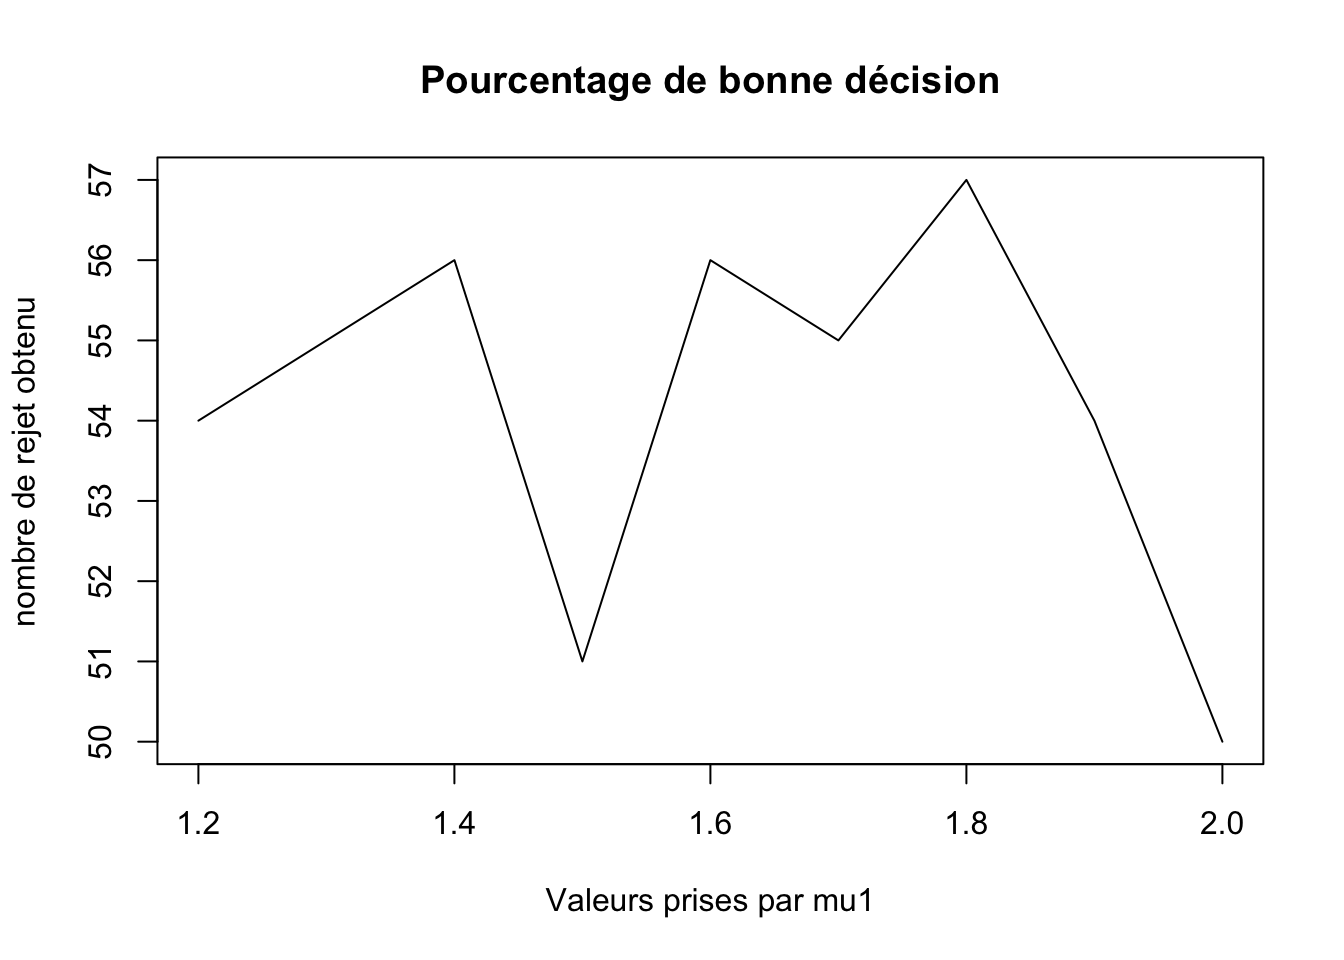 Pourcentage de bonne décision
nombre de rejet obtenu
57
56
55
54
53
52
51
50
1.2 1.4 1.6 1.8 2.0
Valeurs prises par mu1